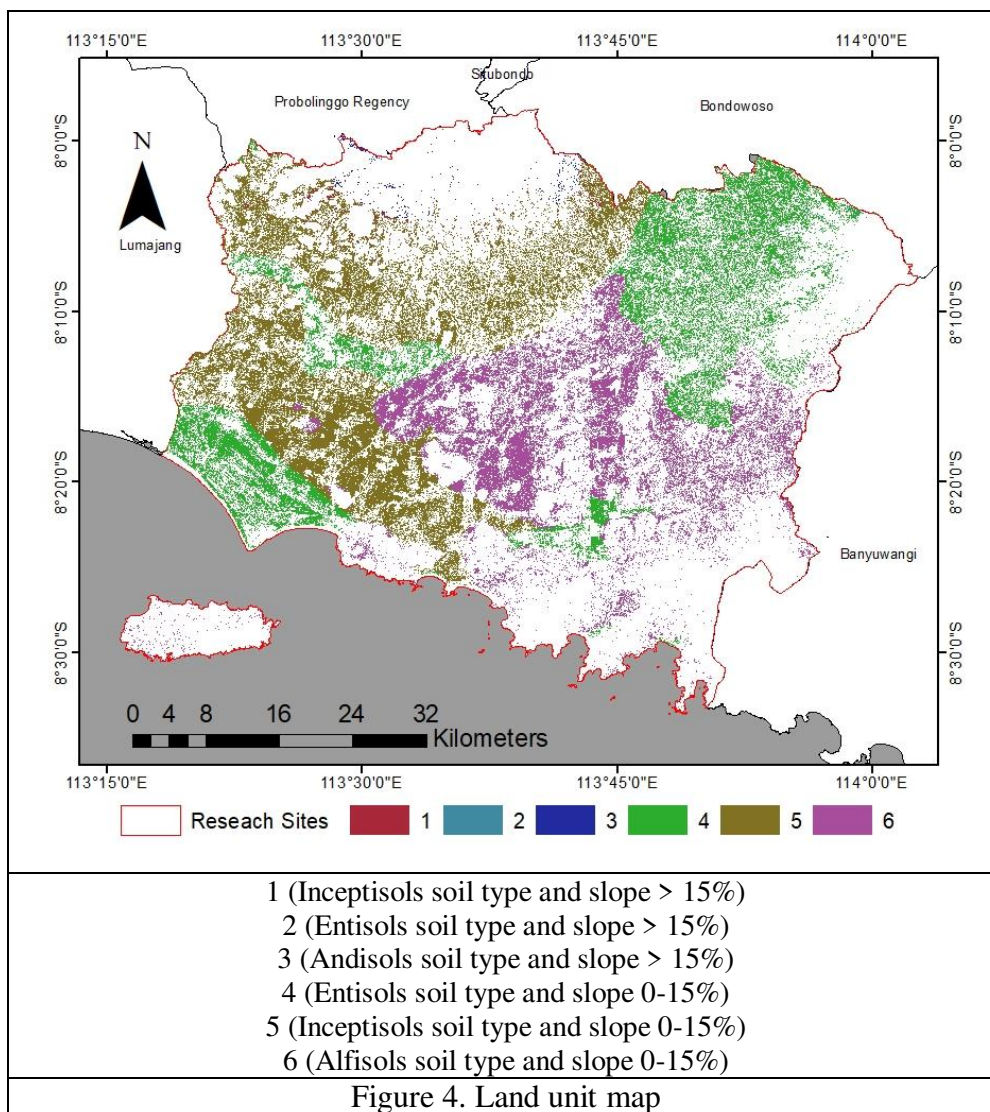 113°15'0"E 113°30'0"E 113°45'0"E 114°0'0"E
Situbondo
Probolinggo Regency
Bondowoso
8°0'0"S
8°0'0"S
N
Lumajang
8°10'0"S
8°10'0"S
8°20'0"S
8°20'0"S
Banyuwangi
8°30'0"S
8°30'0"S
0 4 8 16 24 32
Kilometers
113°15'0"E 113°30'0"E 113°45'0"E 114°0'0"E
Reseach Sites 1 2 3 4 5 6
1 (Inceptisols soil type and slope > 15%)
2 (Entisols soil type and slope > 15%)
3 (Andisols soil type and slope > 15%)
4 (Entisols soil type and slope 0-15%)
5 (Inceptisols soil type and slope 0-15%)
6 (Alfisols soil type and slope 0-15%)
Figure 4. Land unit map